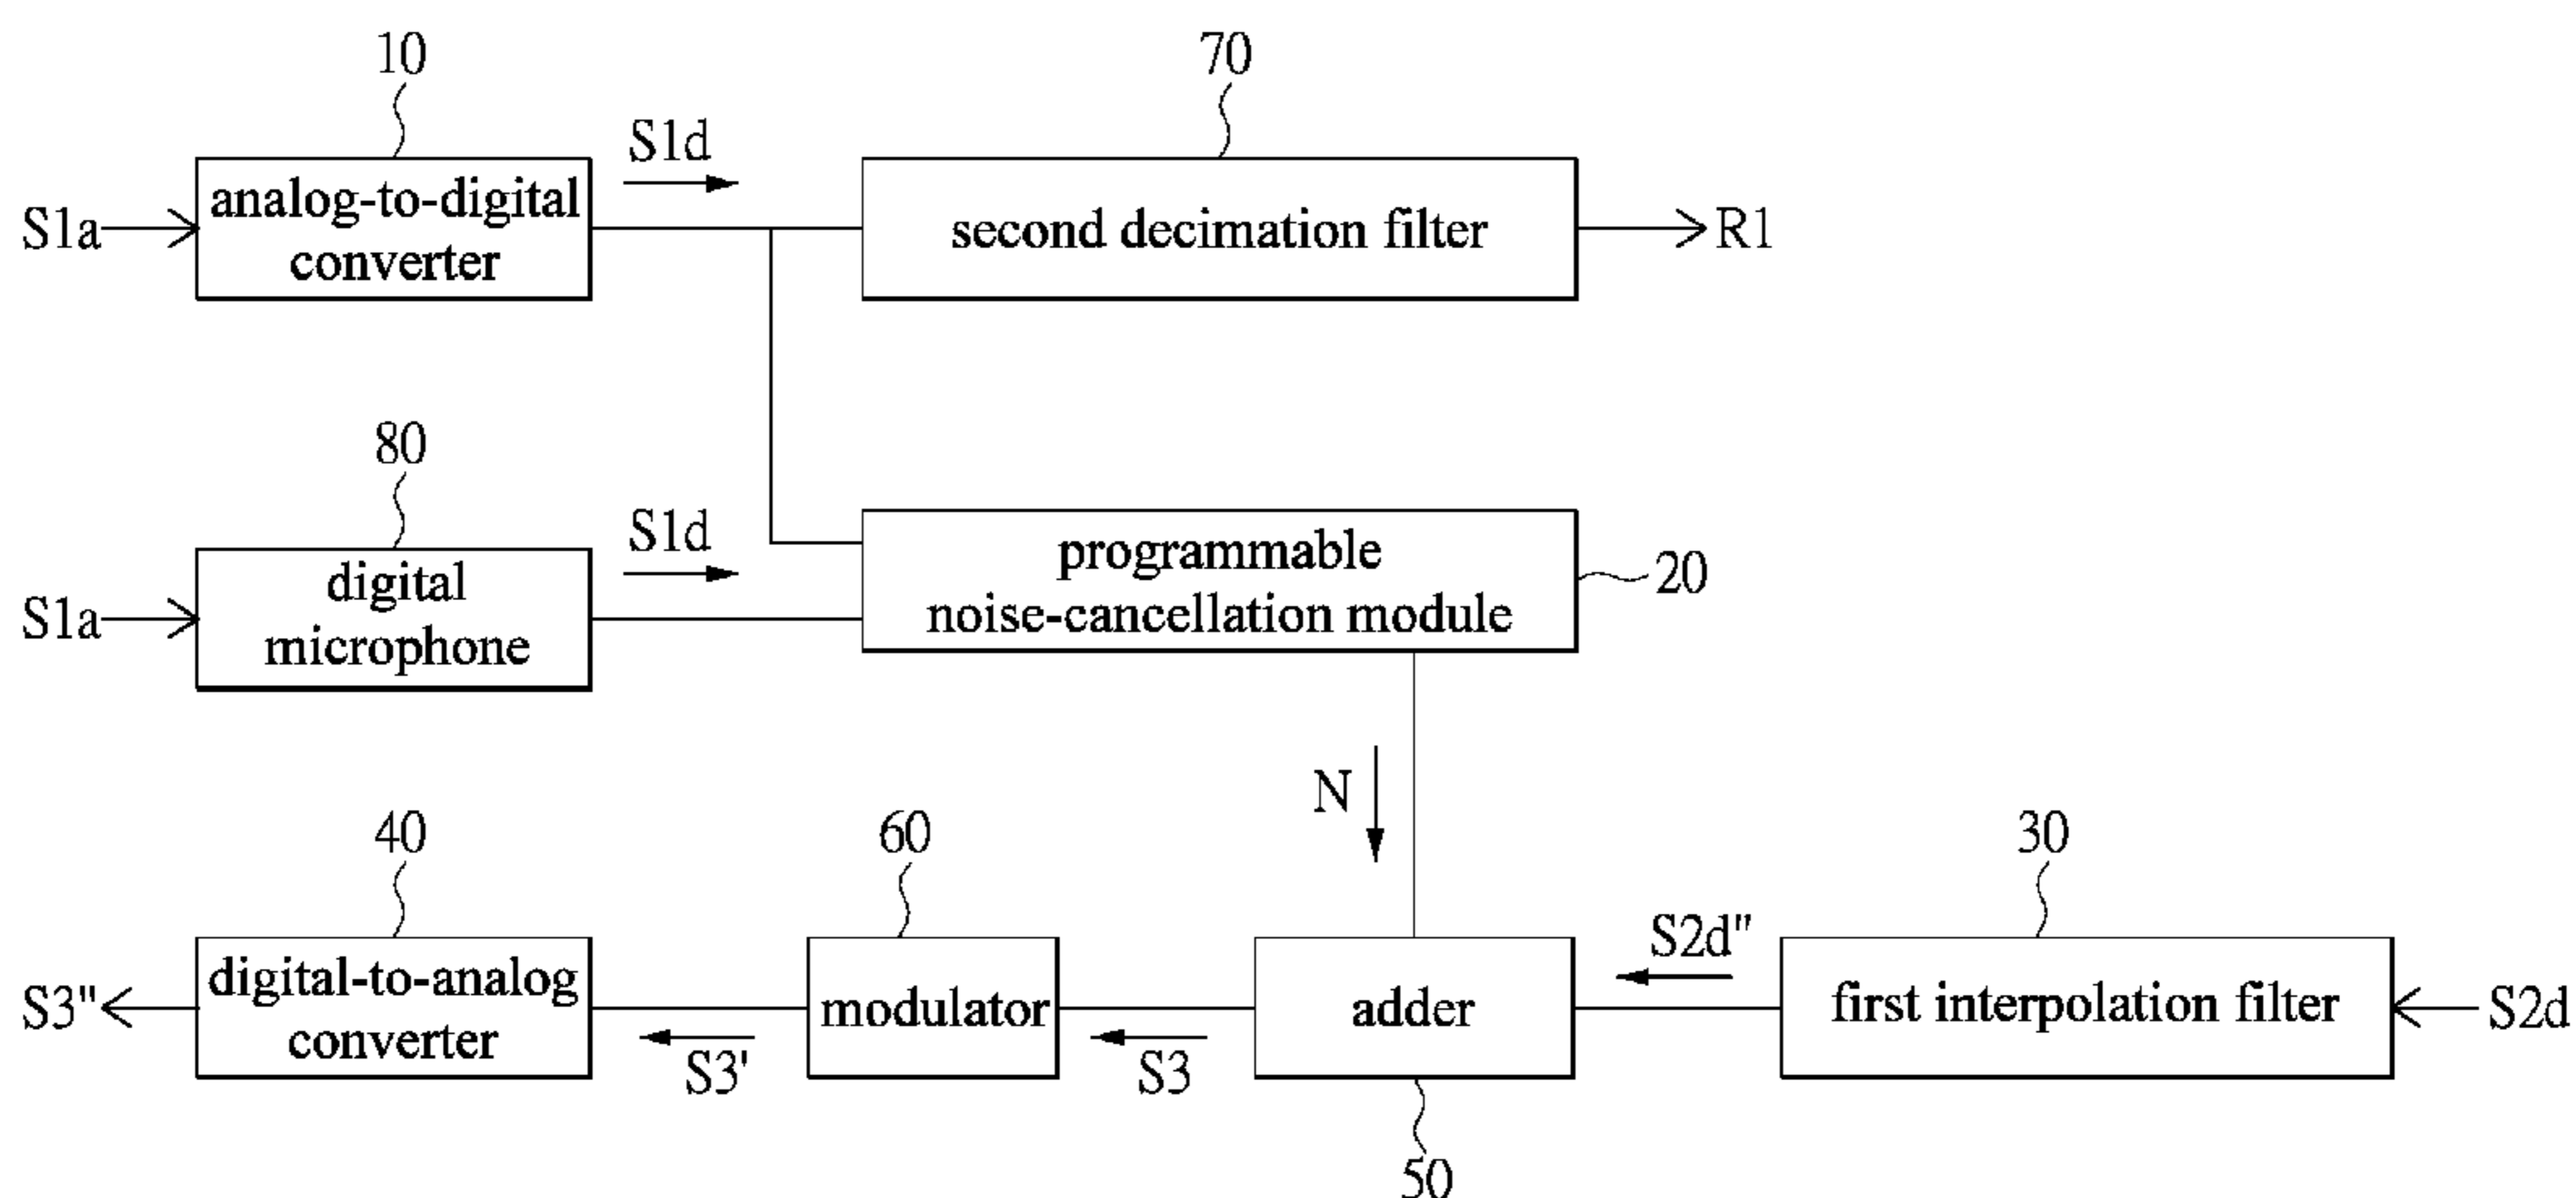 10
70
S1d
S1a
analog-to-digital
converter
second decimation filter
R1
80
S1d
S1a
digital
microphone
programmable
noise-cancellation module
20
N
40
60
30
S2d"
S3"
digital-to-analog
converter
modulator
adder
first interpolation filter
S2d
S3'
S3
50